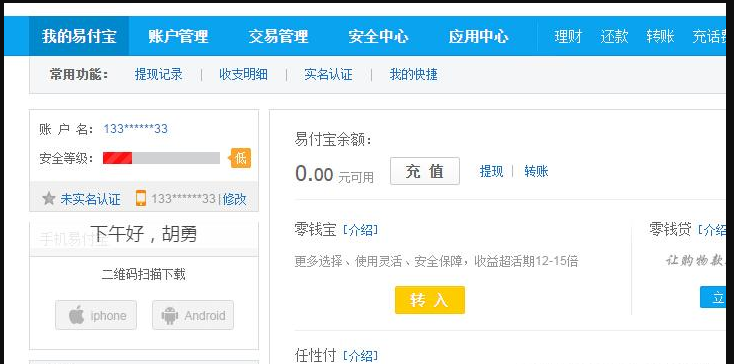 我的易付宝 账户管理 交易管理 安全中心 应用中心 理财 还款 转账 充话费
常用功能： 提现记录 | 收支明细 | 实名认证 | 我的快捷
账 户 名： 133******33
安全等级： 低
未实名认证 133******33 | 修改
手机易付宝
下午好，胡勇
二维码扫描下载
iphone Android
易付宝余额：
0.00 元可用 充 值 提现 | 转账
零钱宝 [介绍]
更多选择、使用灵活、安全保障，收益超活期12-15倍
转 入
零钱贷 [介绍
让购物款
立
任性付 [介绍]